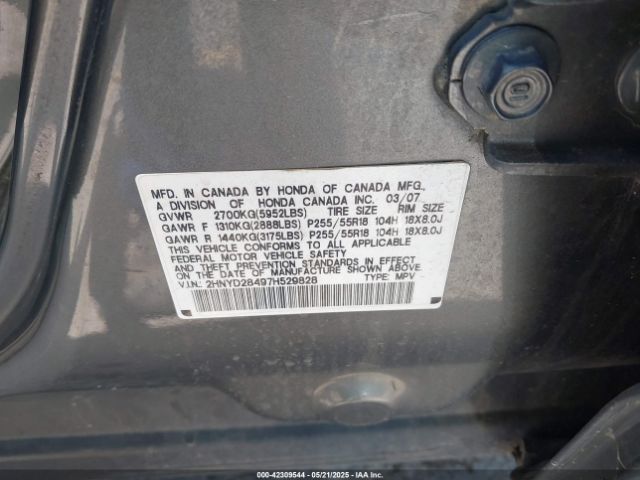 MFD. IN CANADA BY HONDA OF CANADA MFG.,
A DIVISION OF HONDA CANADA INC. 03/07
GVWR 2700KG(5952LBS) TIRE SIZE RIM SIZE
GAWR F 1310KG(2888LBS) P255/55R18 104H 18X8.0J
GAWR R 1440KG(3175LBS) P255/55R18 104H 18X8.0J
THIS VEHICLE CONFORMS TO ALL APPLICABLE
FEDERAL MOTOR VEHICLE SAFETY
AND THEFT PREVENTION STANDARDS IN EFFECT
ON THE DATE OF MANUFACTURE SHOWN ABOVE.
V.I.N.: 2HNYD28497H529828 TYPE: MPV
000-42309544 - 05/21/2025 - IAAI.COM